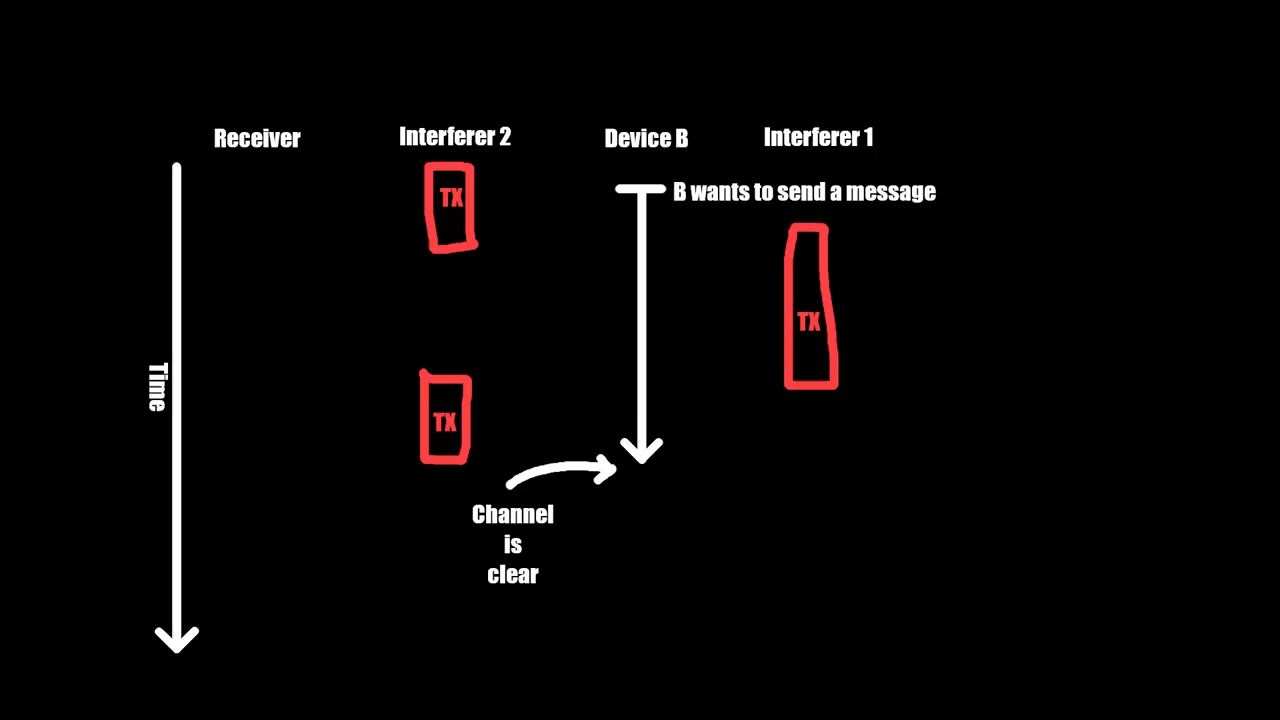 Receiver
Interferer 2
Device B
Interferer 1
TX
B wants to send a message
TX
Time
TX
Channel
is
clear